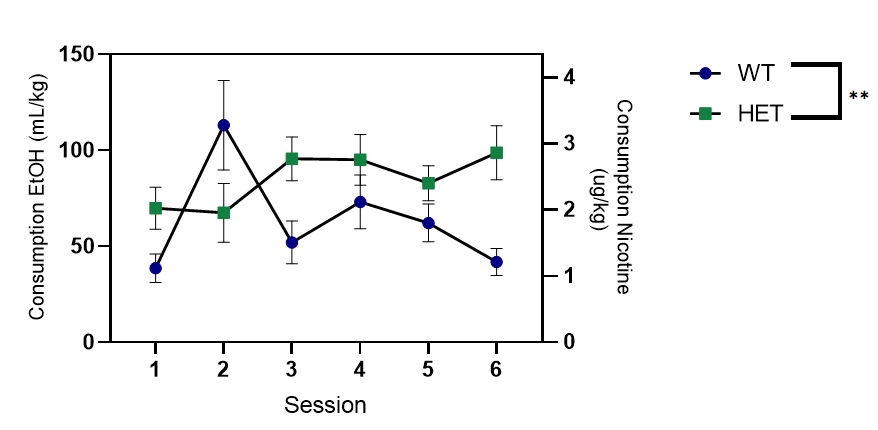 150
100
50
0
Consumption EtOH (mL/kg)
1 2 3 4 5 6
Session
4
3
2
1
0
Consumption Nicotine
(ug/kg)
WT
HET
**